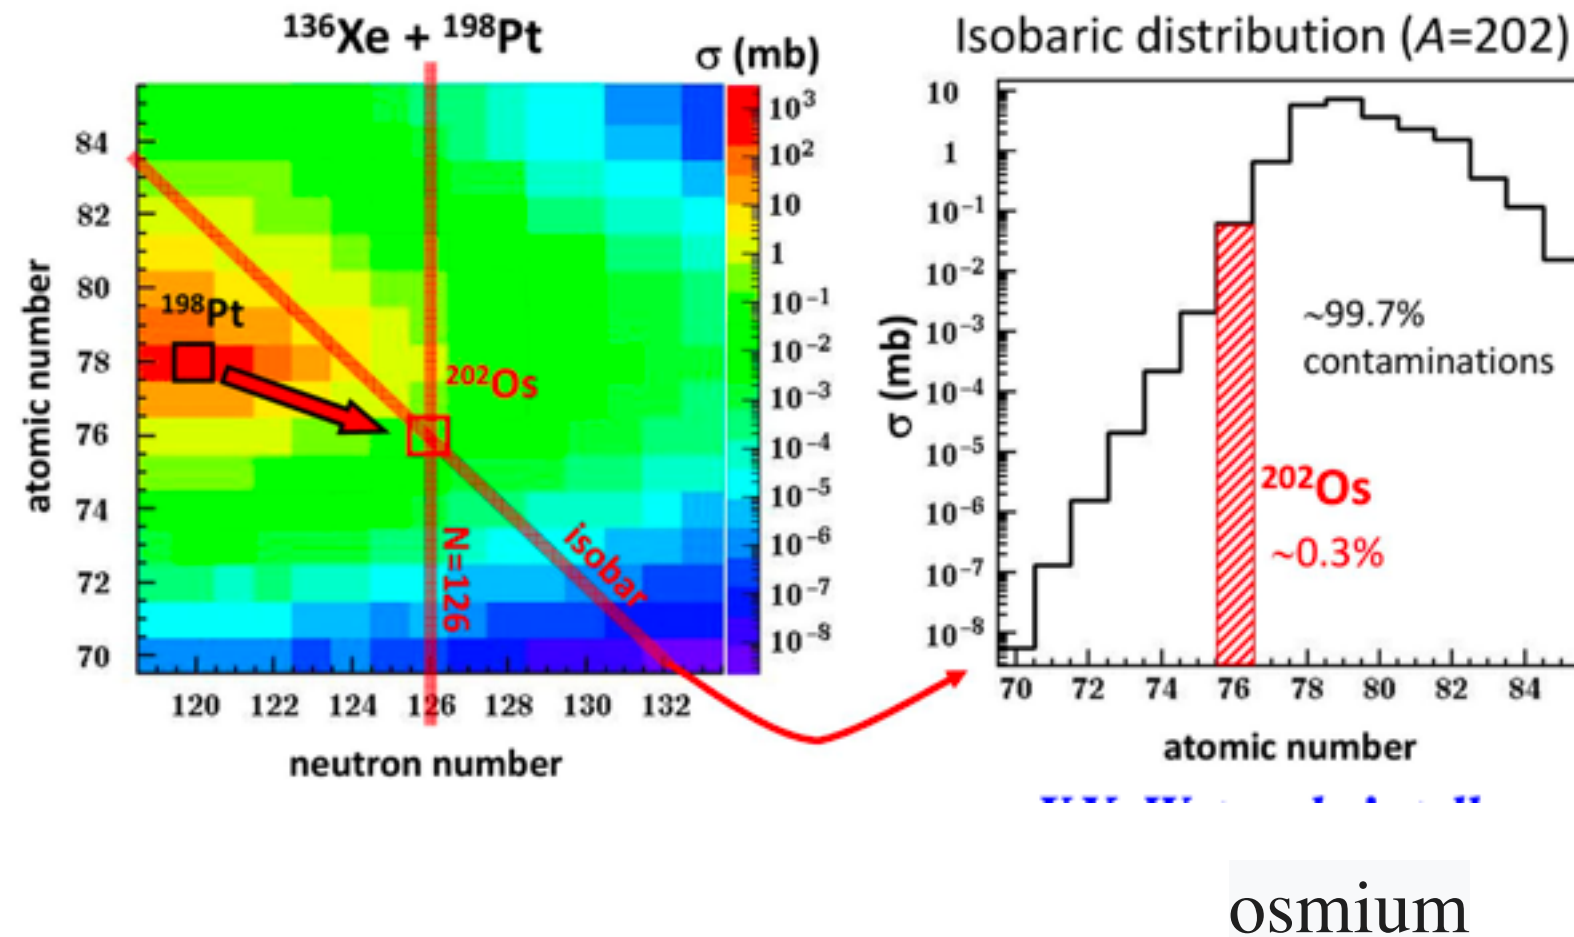 ¹³⁶Xe + ¹⁹⁸Pt
σ (mb)
10³
10²
10
1
10⁻¹
10⁻²
10⁻³
10⁻⁴
10⁻⁵
10⁻⁶
10⁻⁷
10⁻⁸
atomic number
84
82
80
78
76
74
72
70
¹⁹⁸Pt
²⁰²Os
N=126
isobar
120 122 124 126 128 130 132
neutron number
Isobaric distribution (A=202)
σ (mb)
10
1
10⁻¹
10⁻²
10⁻³
10⁻⁴
10⁻⁵
10⁻⁶
10⁻⁷
10⁻⁸
~99.7%
contaminations
²⁰²Os
~0.3%
70 72 74 76 78 80 82 84
atomic number
osmium